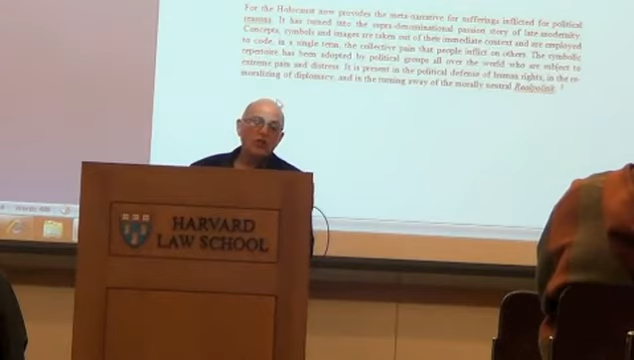 For the Holocaust now provides the meta-narrative for sufferings inflicted for political
reasons. It has turned into the supra-denominational passion story of late-modernity.
Concepts, symbols and images are taken out of their immediate context and are employed
to code, in a single term, the collective pain that people inflict on others. The symbolic
repertoire has been adopted by political groups all over the world who are subject to
extreme pain and distress. It is present in the political defense of human rights, in the re-
moralizing of diplomacy, and in the turning away of the morally neutral Realpolitik.
HARVARD
LAW SCHOOL